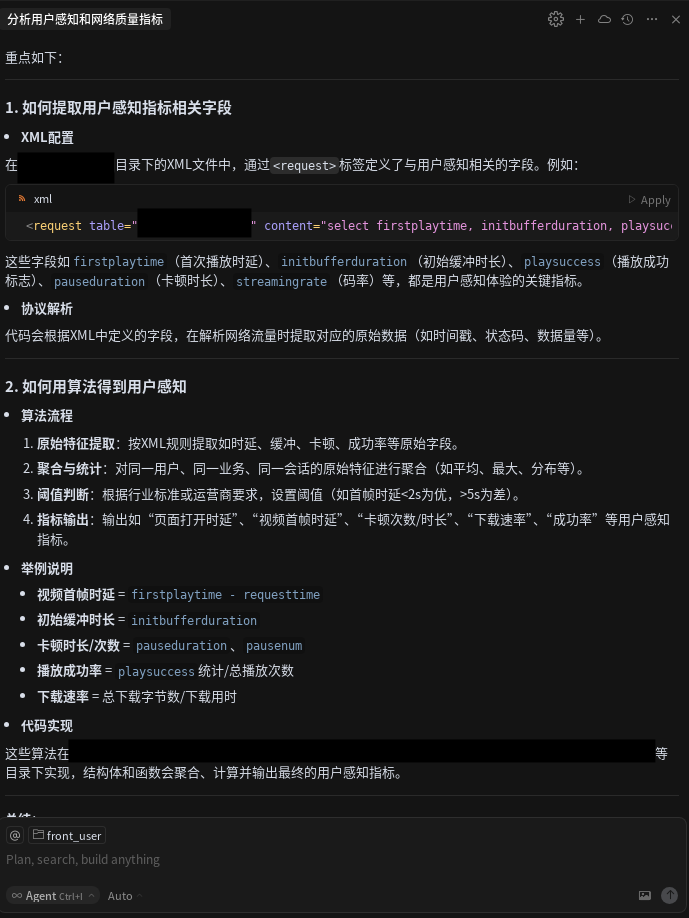 分析用户感知和网络质量指标
重点如下：
1. 如何提取用户感知指标相关字段
XML配置
在 目录下的XML文件中，通过<request>标签定义了与用户感知相关的字段。例如：
xml
Apply
<request table=" " content="select firstplaytime, initbufferduration, playsuc
这些字段如 firstplaytime（首次播放时延）、initbufferduration（初始缓冲时长）、playsuccess（播放成功
标志）、pauseduration（卡顿时长）、streamingrate（码率）等，都是用户感知体验的关键指标。
协议解析
代码会根据XML中定义的字段，在解析网络流量时提取对应的原始数据（如时间戳、状态码、数据量等）。
2. 如何用算法得到用户感知
算法流程
1. 原始特征提取：按XML规则提取如时延、缓冲、卡顿、成功率等原始字段。
2. 聚合与统计：对同一用户、同一业务、同一会话的原始特征进行聚合（如平均、最大、分布等）。
3. 阈值判断：根据行业标准或运营商要求，设置阈值（如首帧时延<2s为优，>5s为差）。
4. 指标输出：输出如“页面打开时延”、“视频首帧时延”、“卡顿次数/时长”、“下载速率”、“成功率”等用户感知
指标。
举例说明
视频首帧时延 = firstplaytime - requesttime
初始缓冲时长 = initbufferduration
卡顿时长/次数 = pauseduration、pausenum
播放成功率 = playsuccess 统计/总播放次数
下载速率 = 总下载字节数/下载用时
代码实现
这些算法在 等
目录下实现，结构体和函数会聚合、计算并输出最终的用户感知指标。
@ front_user
Plan, search, build anything
∞ Agent Ctrl+I Auto